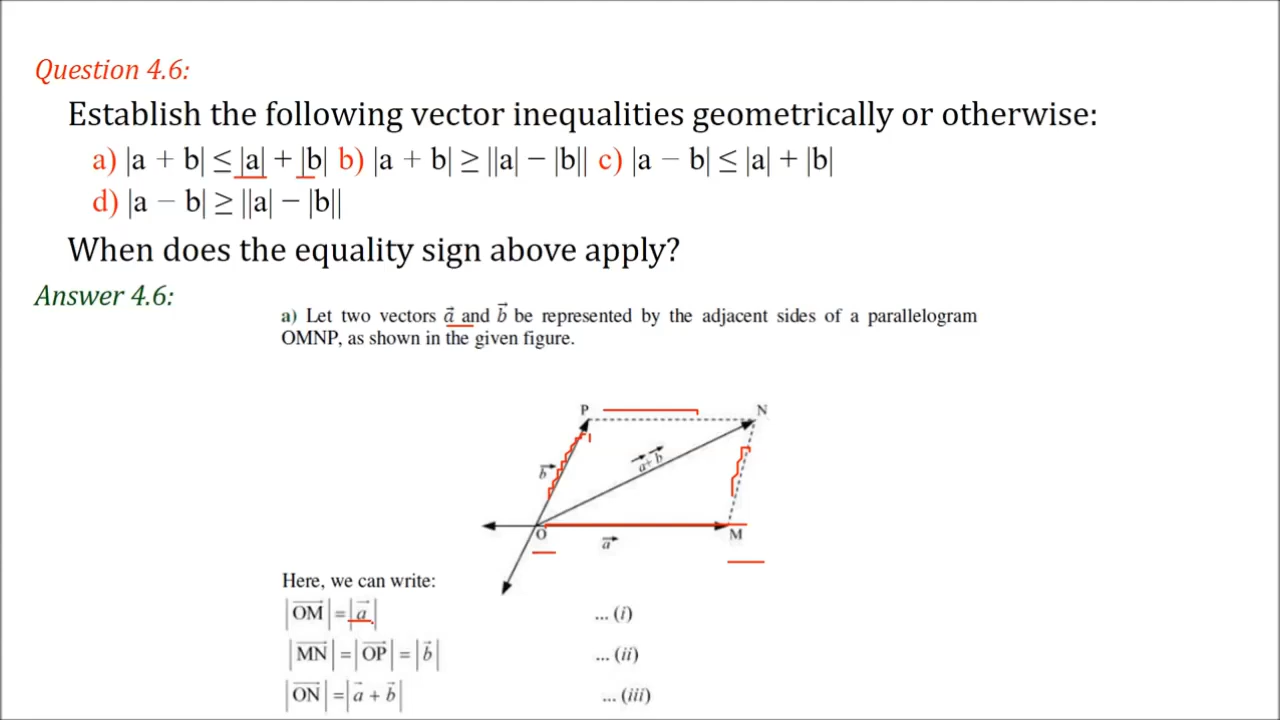 Question 4.6:
Establish the following vector inequalities geometrically or otherwise:
a) |a + b| ≤ |a| + |b| b) |a + b| ≥ ||a| − |b|| c) |a − b| ≤ |a| + |b|
d) |a − b| ≥ ||a| − |b||
When does the equality sign above apply?
Answer 4.6:
a) Let two vectors a⃗ and b⃗ be represented by the adjacent sides of a parallelogram
OMNP, as shown in the given figure.
P
N
b⃗
a⃗+b⃗
O
M
a⃗
Here, we can write:
|OM⃗| = |a⃗| ... (i)
|MN⃗| = |OP⃗| = |b⃗| ... (ii)
|ON⃗| = |a⃗ + b⃗| ... (iii)